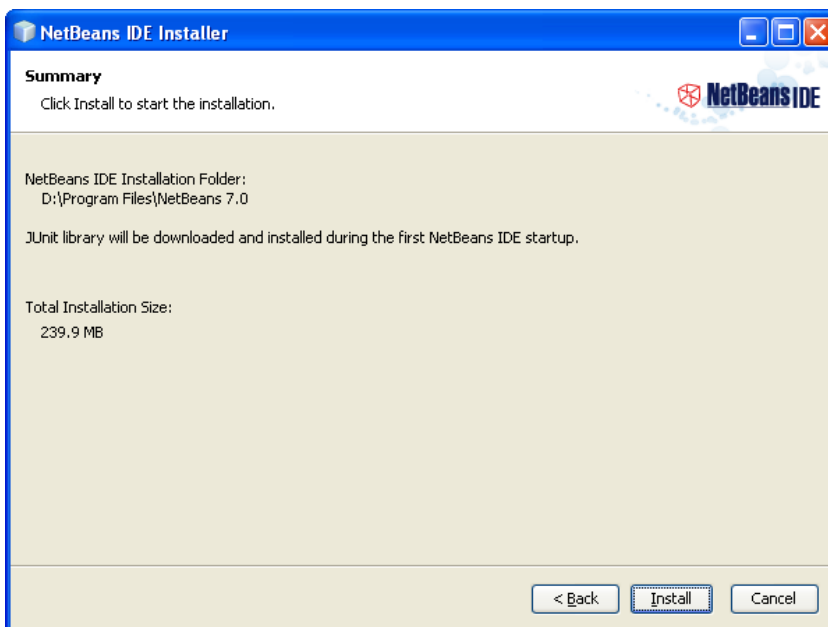 NetBeans IDE Installer
Summary
Click Install to start the installation.
NetBeans IDE
NetBeans IDE Installation Folder:
D:\Program Files\NetBeans 7.0
JUnit library will be downloaded and installed during the first NetBeans IDE startup.
Total Installation Size:
239.9 MB
< Back Install Cancel